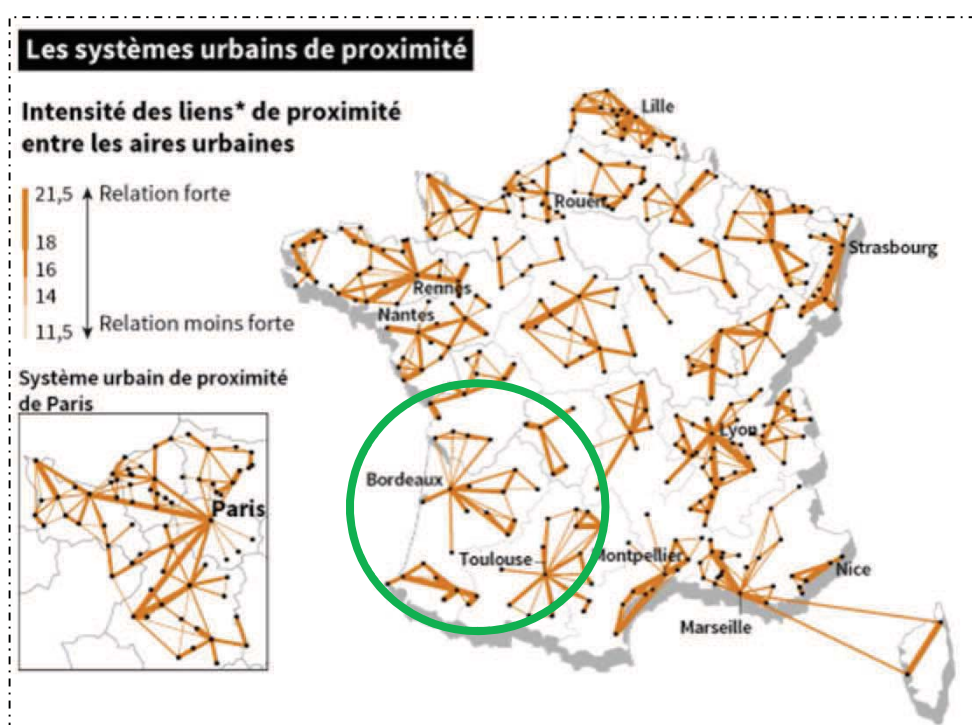 Les systèmes urbains de proximité
Intensité des liens* de proximité
entre les aires urbaines
21,5
Relation forte
18
16
14
11,5
Relation moins forte
Système urbain de proximité
de Paris
Paris
Lille
Rouen
Strasbourg
Rennes
Nantes
Lyon
Bordeaux
Toulouse
Montpellier
Nice
Marseille